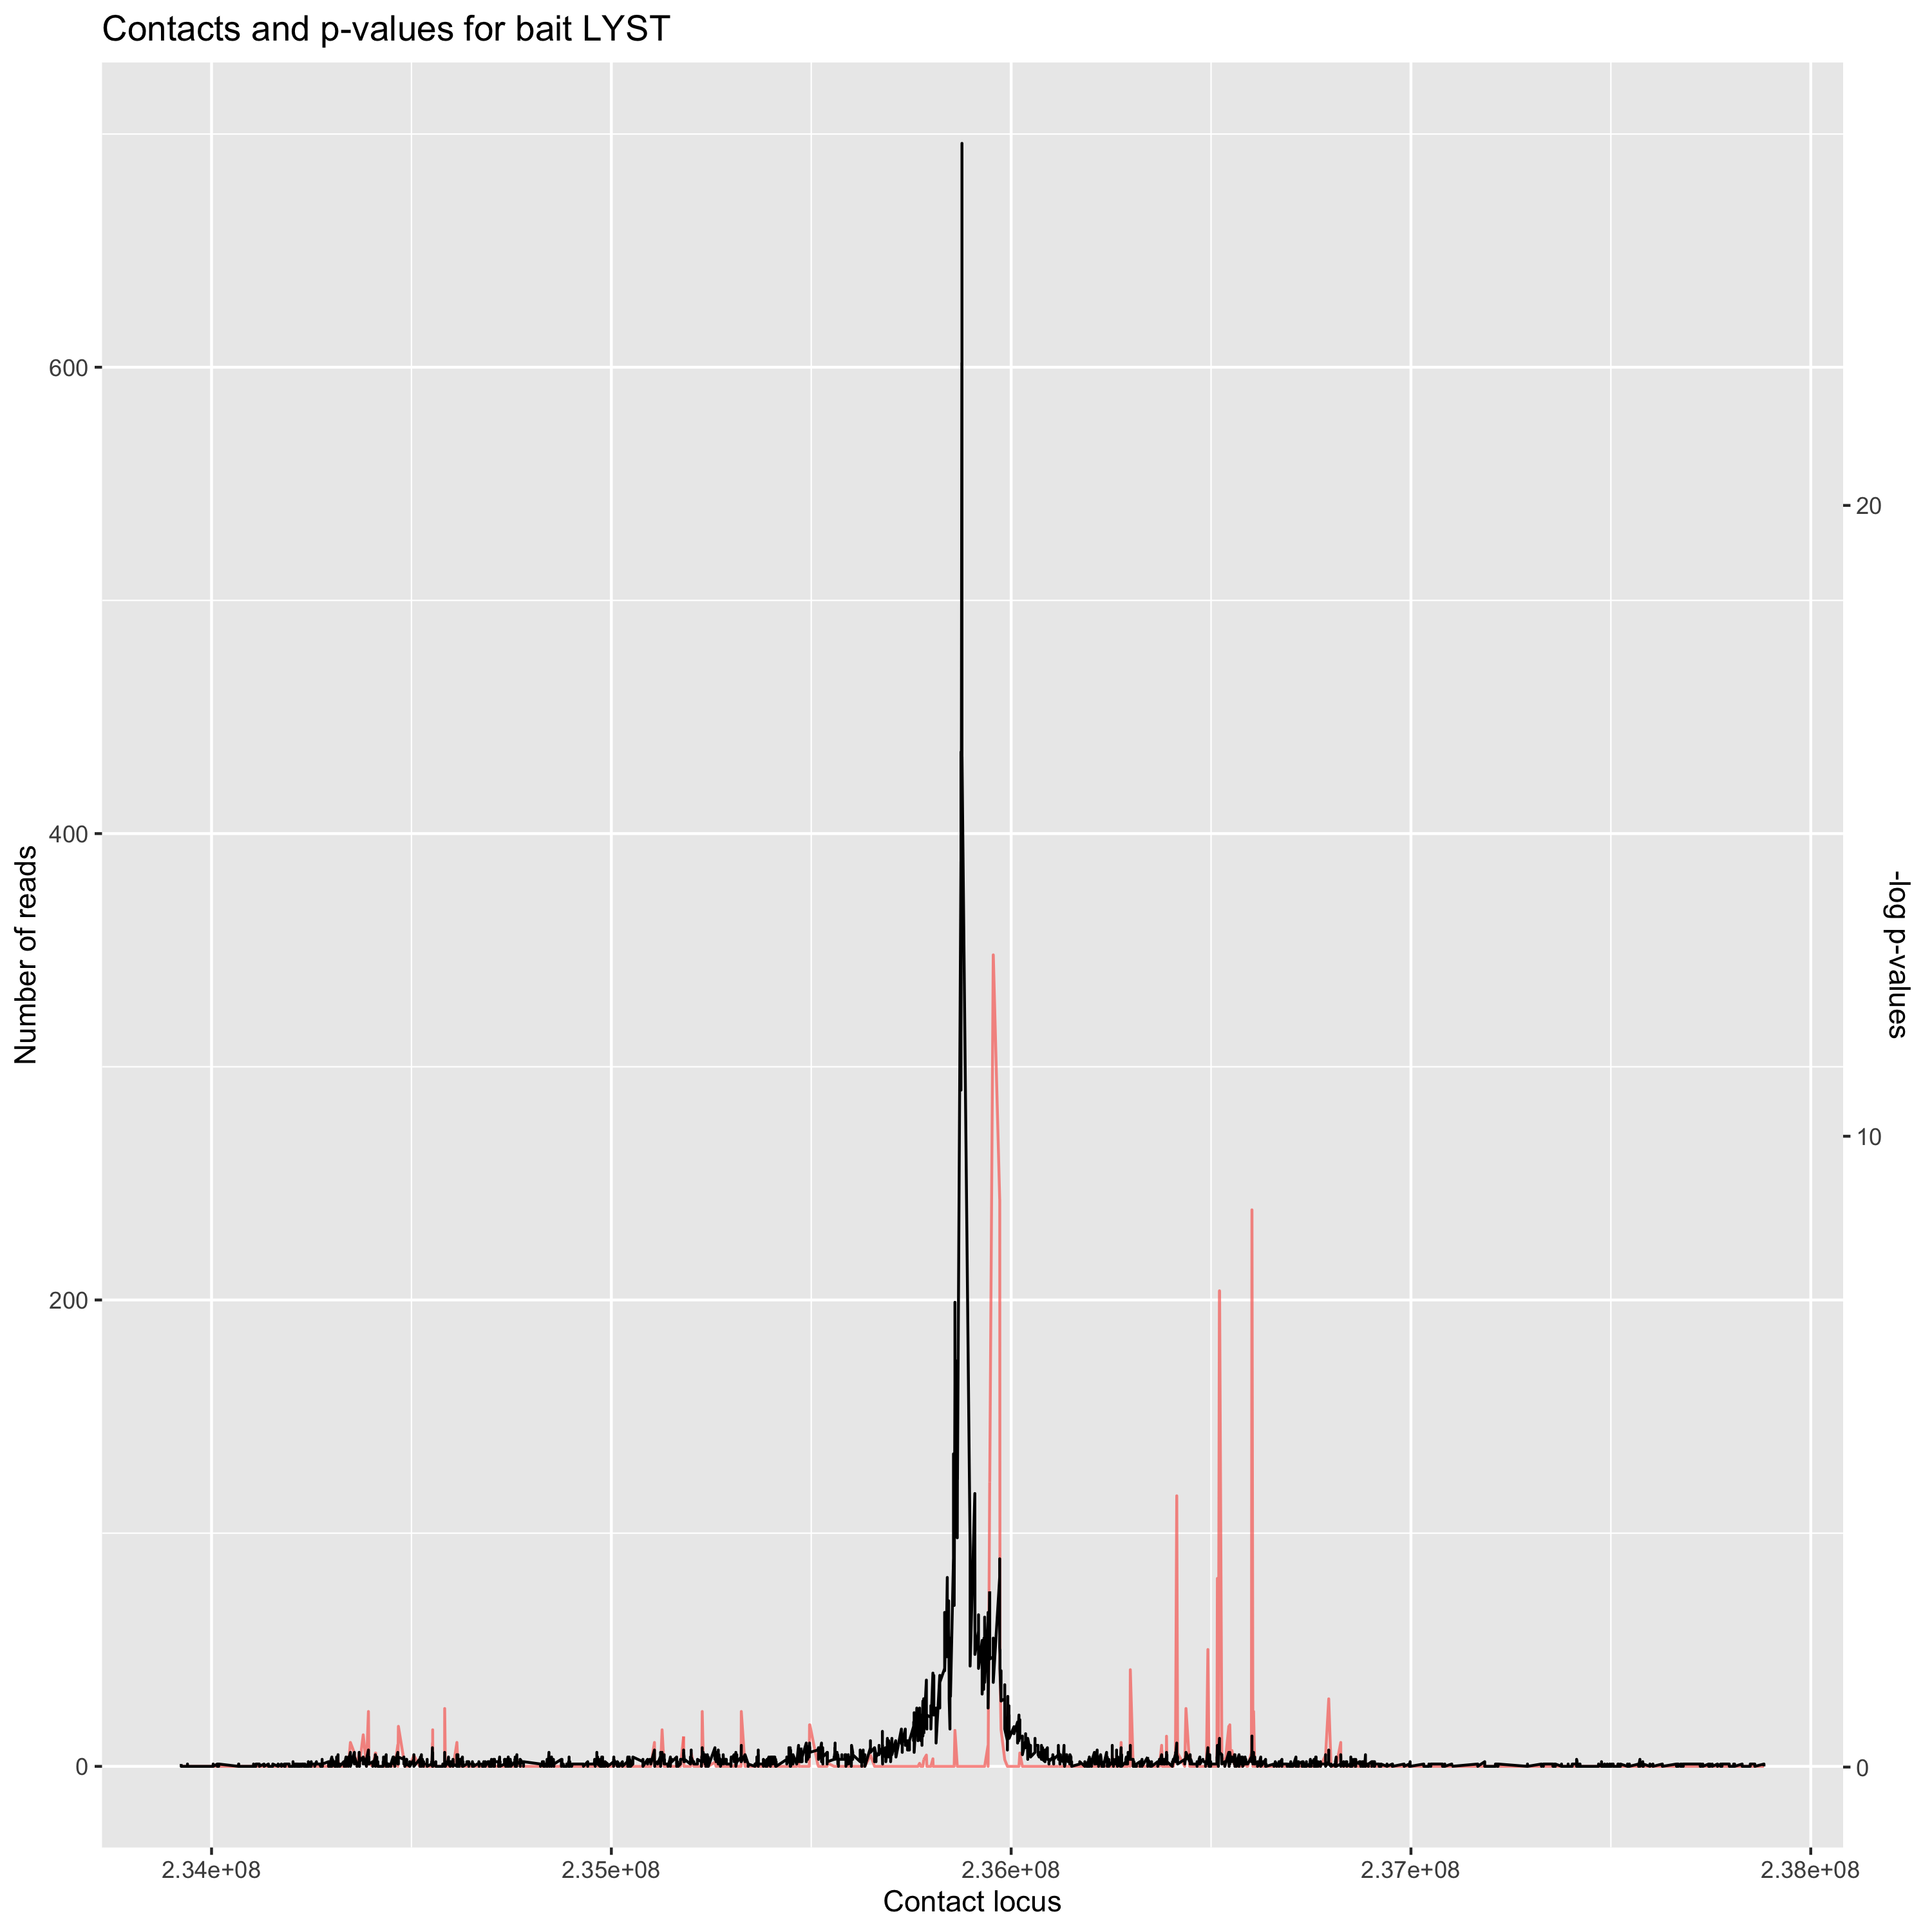 Contacts and p-values for bait LYST
600
400
200
0
Number of reads
20
10
0
-log p-values
2.34e+08 2.35e+08 2.36e+08 2.37e+08 2.38e+08
Contact locus